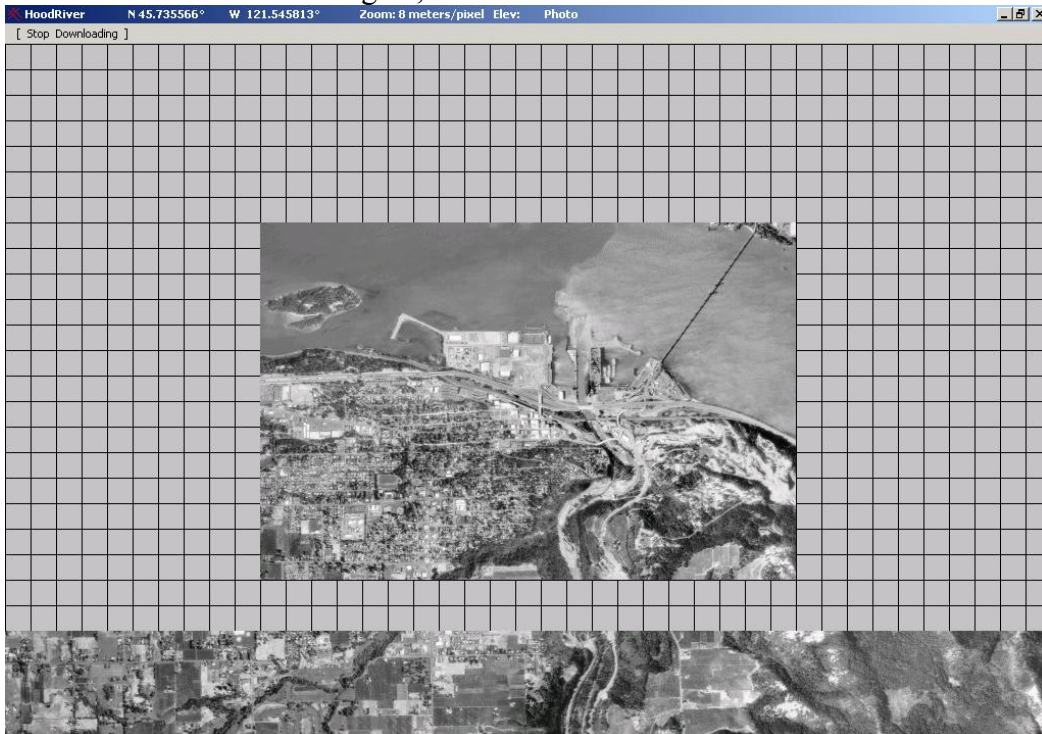 HoodRiver N 45.735566° W 121.545813° Zoom: 8 meters/pixel Elev: Photo
[ Stop Downloading ]